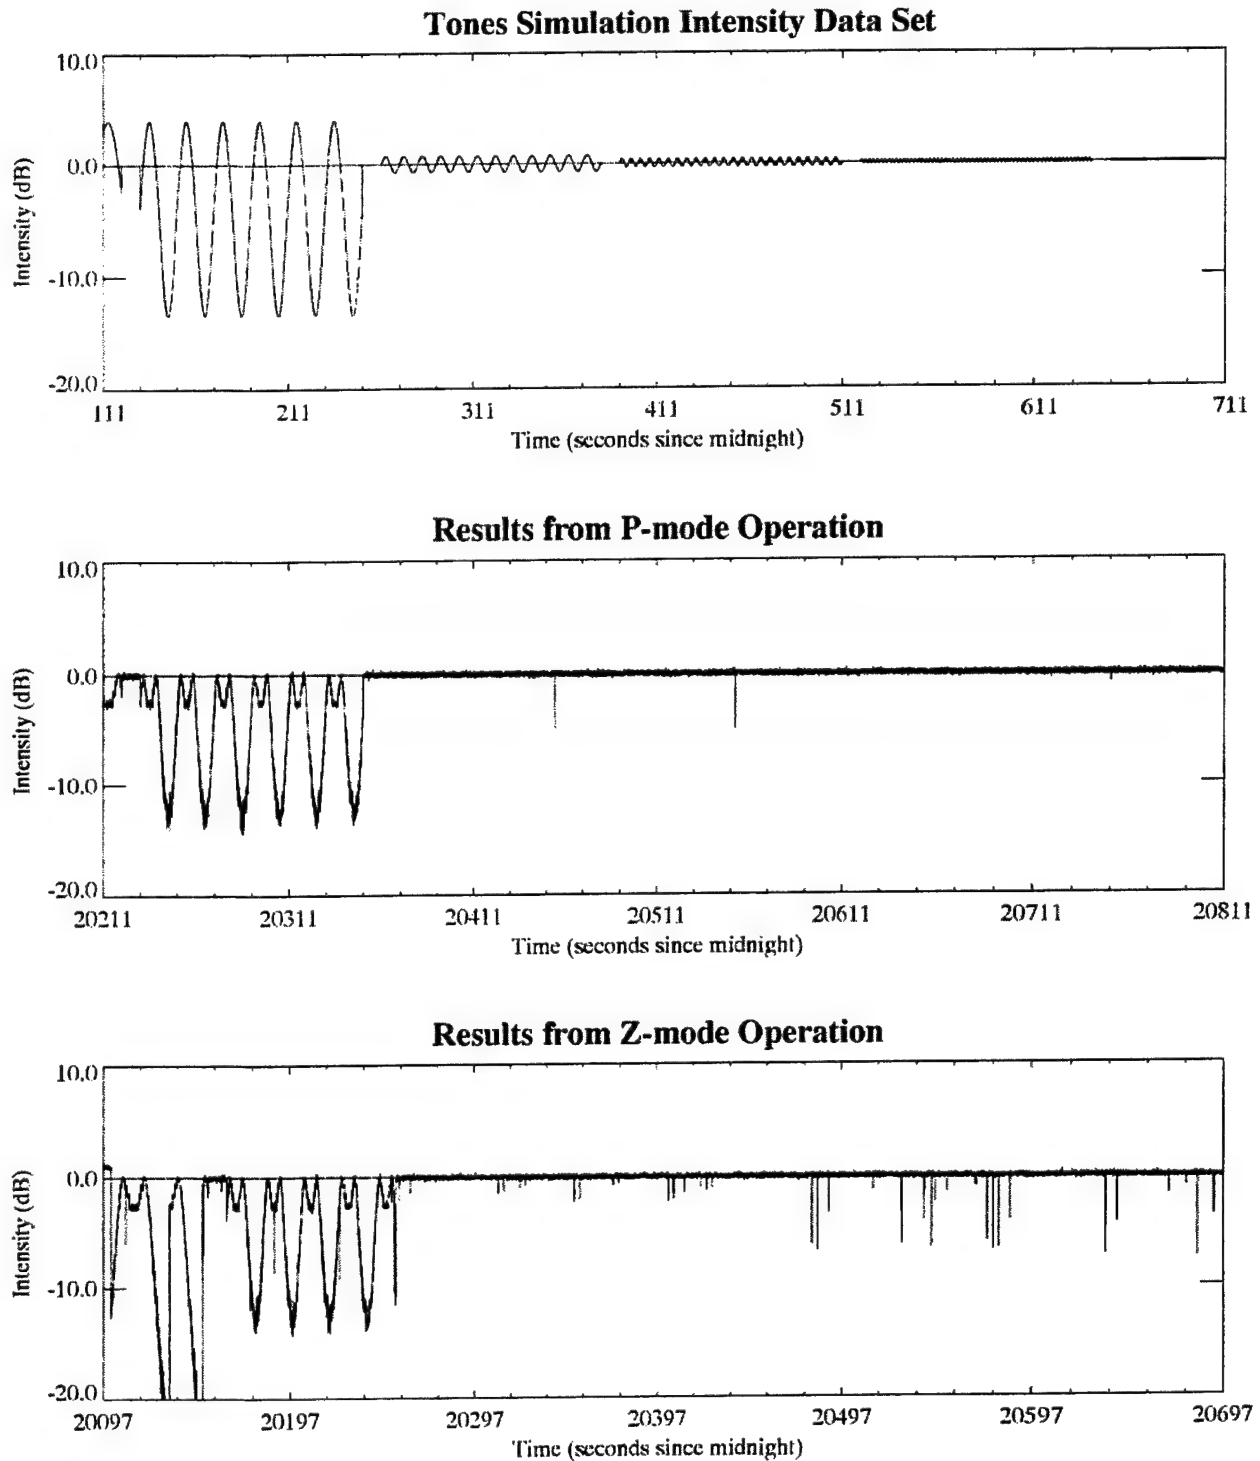 Tones Simulation Intensity Data Set
10.0
0.0
-10.0
-20.0
Intensity (dB)
111 211 311 411 511 611 711
Time (seconds since midnight)
Results from P-mode Operation
10.0
0.0
-10.0
-20.0
Intensity (dB)
20211 20311 20411 20511 20611 20711 20811
Time (seconds since midnight)
Results from Z-mode Operation
10.0
0.0
-10.0
-20.0
Intensity (dB)
20097 20197 20297 20397 20497 20597 20697
Time (seconds since midnight)